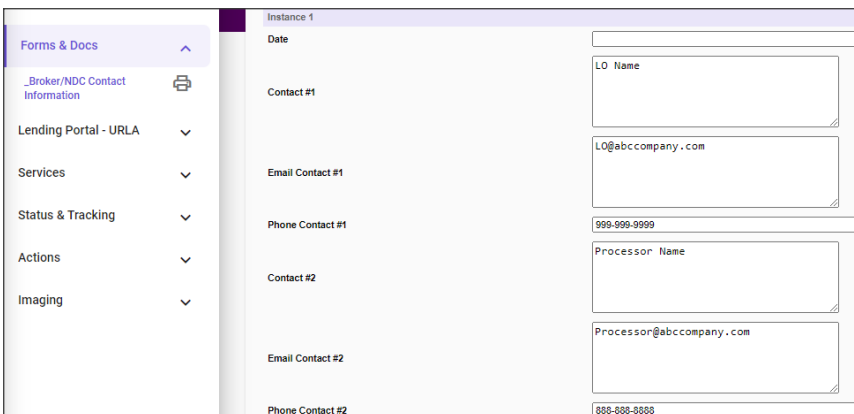 Forms & Docs
_Broker/NDC Contact
Information
Lending Portal - URLA
Services
Status & Tracking
Actions
Imaging
Instance 1
Date
Contact #1
LO Name
Email Contact #1
LO@abccompany.com
Phone Contact #1
999-999-9999
Contact #2
Processor Name
Email Contact #2
Processor@abccompany.com
Phone Contact #2
888-888-8888